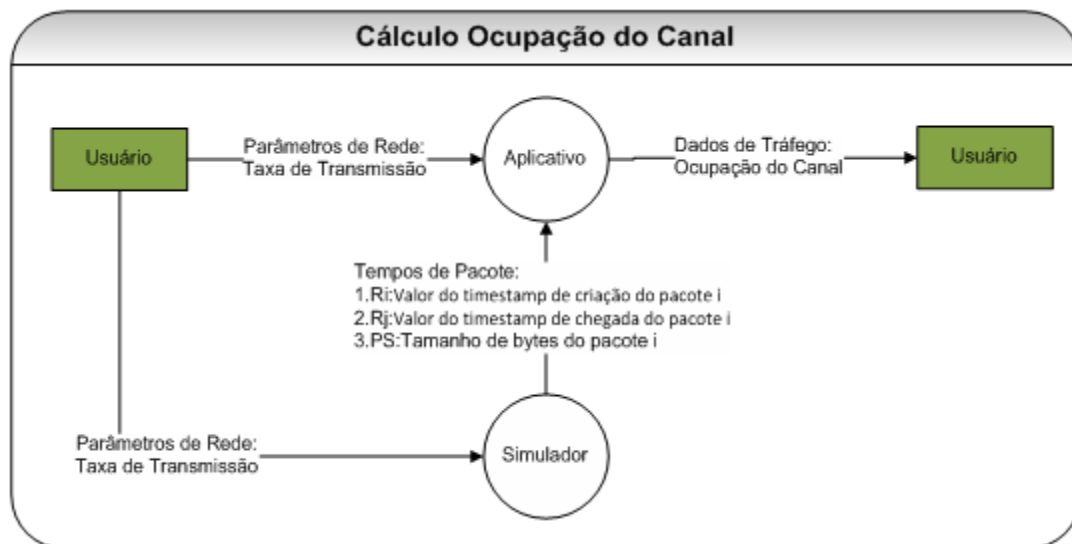 Cálculo Ocupação do Canal
Usuário
Parâmetros de Rede:
Taxa de Transmissão
Aplicativo
Dados de Tráfego:
Ocupação do Canal
Usuário
Tempos de Pacote:
1.Ri:Valor do timestamp de criação do pacote i
2.Rj:Valor do timestamp de chegada do pacote i
3.PS:Tamanho de bytes do pacote i
Parâmetros de Rede:
Taxa de Transmissão
Simulador